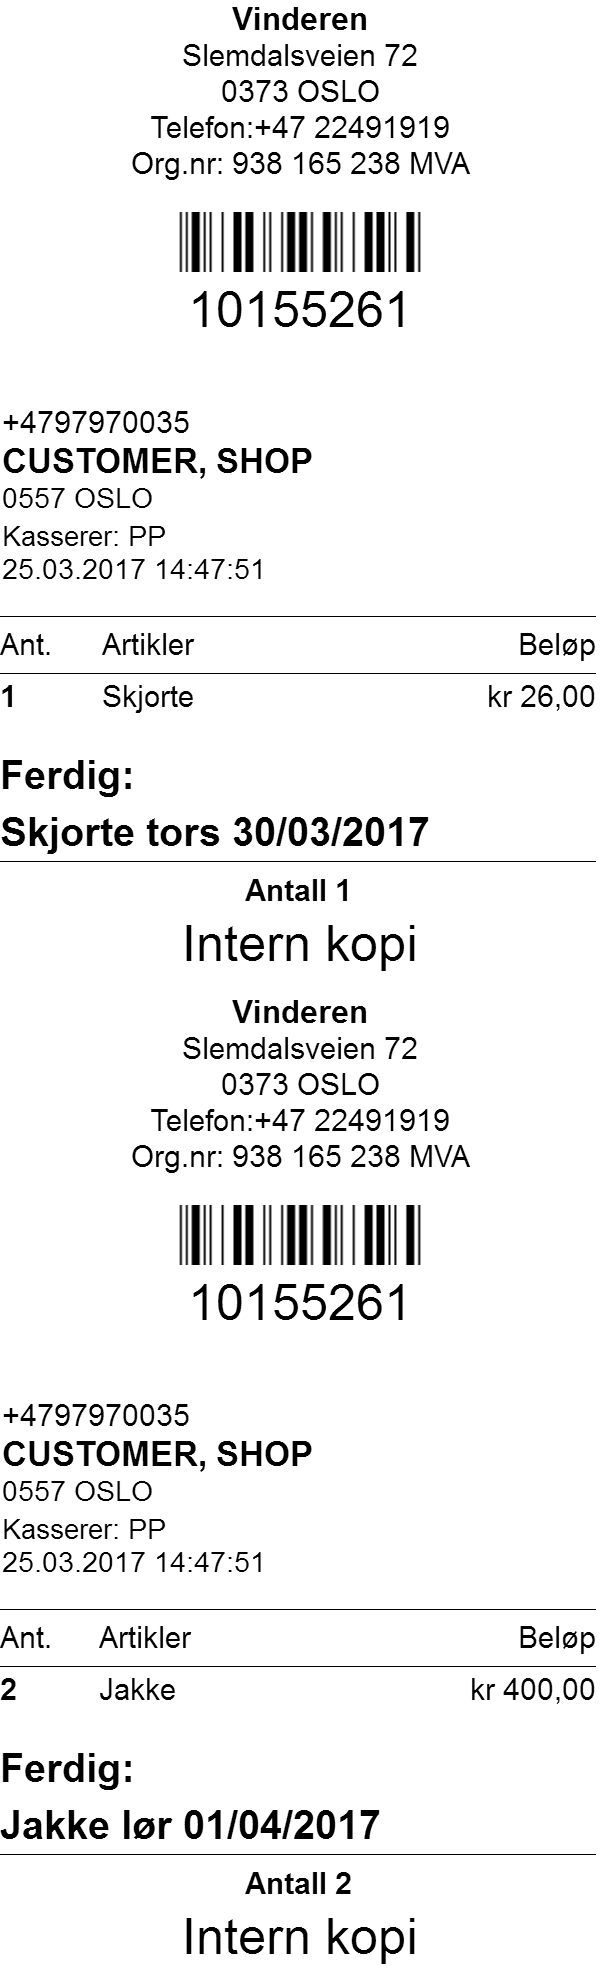 Vinderen
Slemdalsveien 72
0373 OSLO
Telefon:+47 22491919
Org.nr: 938 165 238 MVA
10155261
+4797970035
CUSTOMER, SHOP
0557 OSLO
Kasserer: PP
25.03.2017 14:47:51
Ant. Artikler Beløp
1 Skjorte kr 26,00
Ferdig:
Skjorte tors 30/03/2017
Antall 1
Intern kopi
Vinderen
Slemdalsveien 72
0373 OSLO
Telefon:+47 22491919
Org.nr: 938 165 238 MVA
10155261
+4797970035
CUSTOMER, SHOP
0557 OSLO
Kasserer: PP
25.03.2017 14:47:51
Ant. Artikler Beløp
2 Jakke kr 400,00
Ferdig:
Jakke lør 01/04/2017
Antall 2
Intern kopi